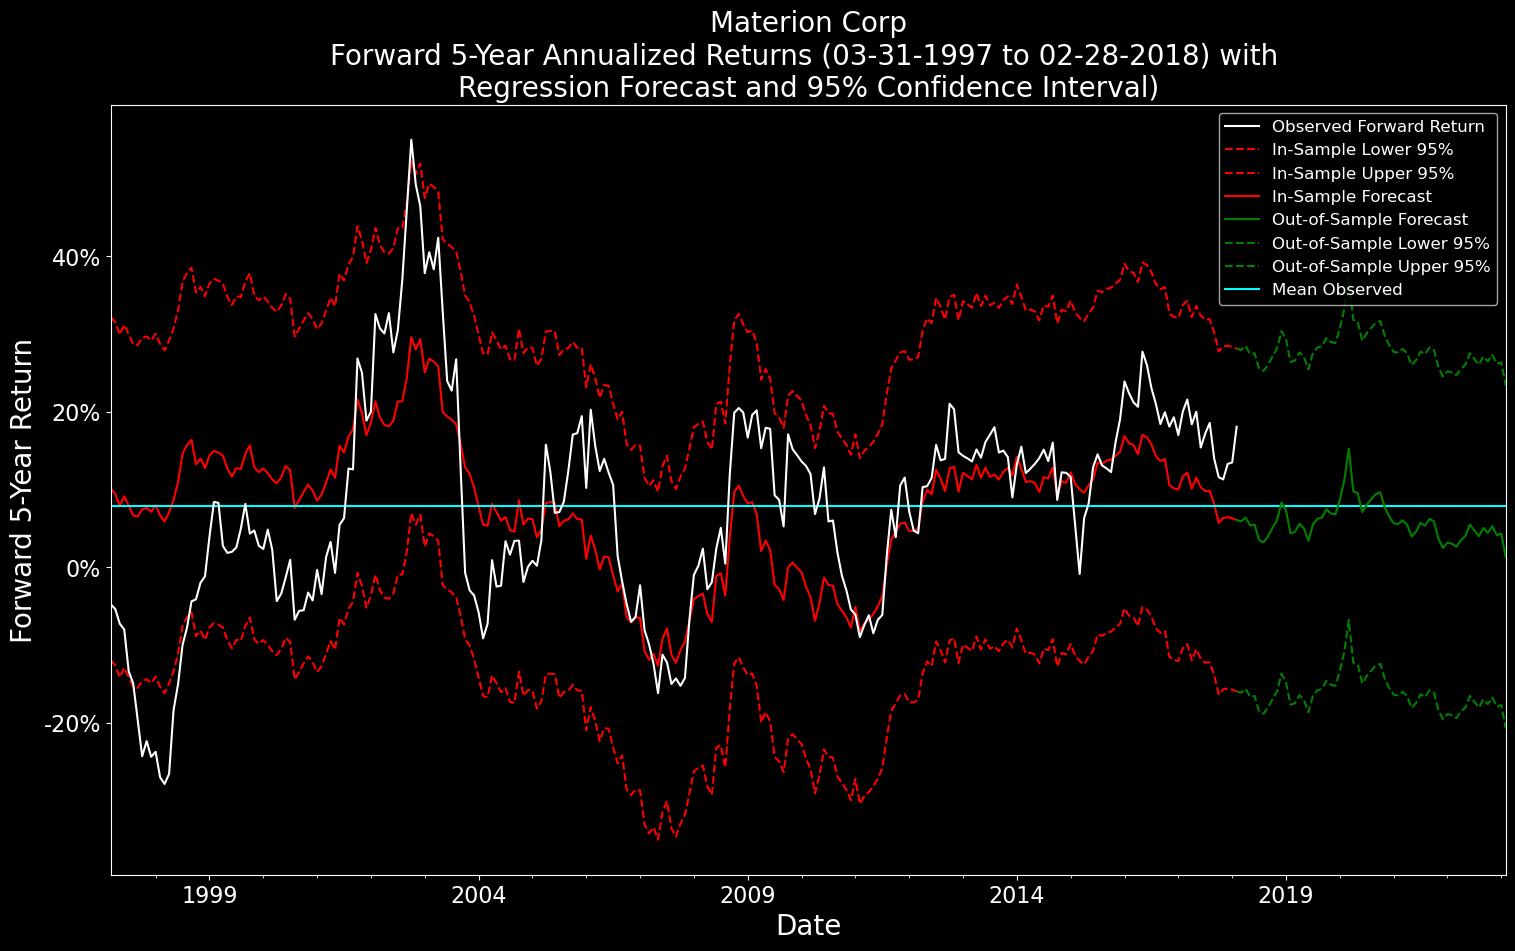 Materion Corp
Forward 5-Year Annualized Returns (03-31-1997 to 02-28-2018) with
Regression Forecast and 95% Confidence Interval)
Observed Forward Return
In-Sample Lower 95%
In-Sample Upper 95%
In-Sample Forecast
Out-of-Sample Forecast
Out-of-Sample Lower 95%
Out-of-Sample Upper 95%
Mean Observed
Forward 5-Year Return
40%
20%
0%
-20%
1999 2004 2009 2014 2019
Date